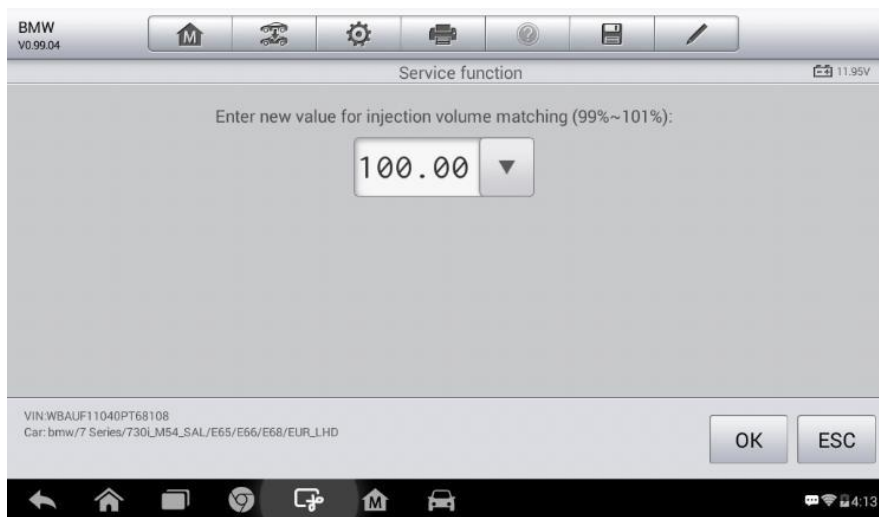 BMW
V0.99.04
M
Service function
11.95V
Enter new value for injection volume matching (99%~101%):
100.00
VIN:WBAUF11040PT68108
Car: bmw/7 Series/730i_M54_SAL/E65/E66/E68/EUR_LHD
OK
ESC
M
4:13